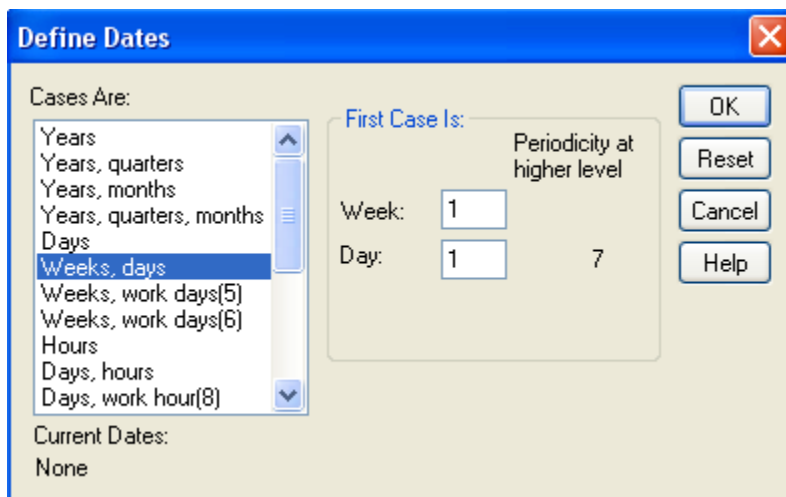 Define Dates
Cases Are:
Years
Years, quarters
Years, months
Years, quarters, months
Days
Weeks, days
Weeks, work days(5)
Weeks, work days(6)
Hours
Days, hours
Days, work hour(8)
Current Dates:
None
First Case Is:
Periodicity at
higher level
Week: 1
Day: 1 7
OK
Reset
Cancel
Help